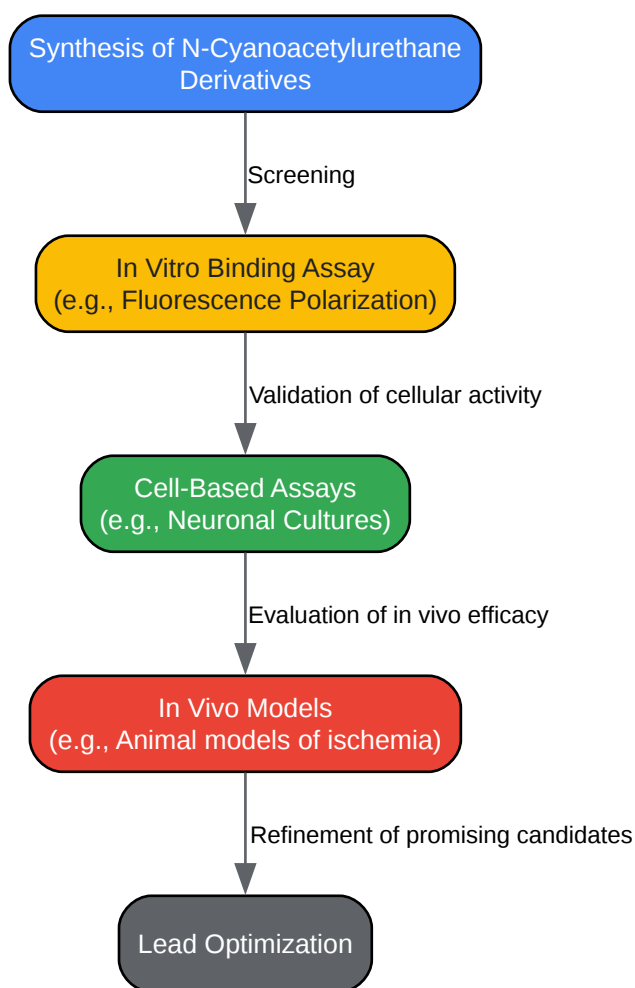 Synthesis of N-Cyanoacetylurethane
Derivatives
Screening
In Vitro Binding Assay
(e.g., Fluorescence Polarization)
Validation of cellular activity
Cell-Based Assays
(e.g., Neuronal Cultures)
Evaluation of in vivo efficacy
In Vivo Models
(e.g., Animal models of ischemia)
Refinement of promising candidates
Lead Optimization